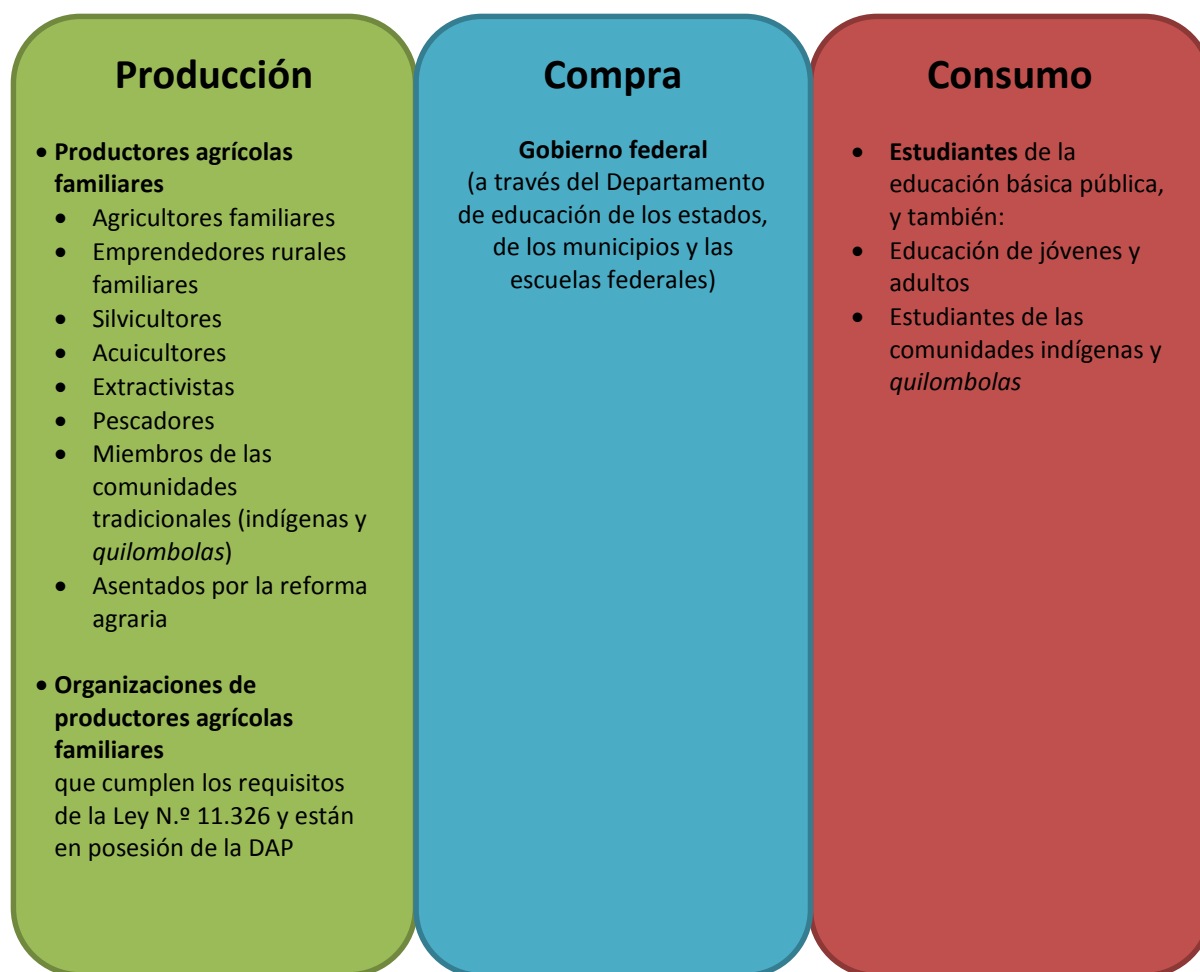 Producción
• Productores agrícolas
familiares
• Agricultores familiares
• Emprendedores rurales
familiares
• Silvicultores
• Acuicultores
• Extractivistas
• Pescadores
• Miembros de las
comunidades
tradicionales (indígenas y
quilombolas)
• Asentados por la reforma
agraria
• Organizaciones de
productores agrícolas
familiares
que cumplen los requisitos
de la Ley N.º 11.326 y están
en posesión de la DAP
Compra
Gobierno federal
(a través del Departamento
de educación de los estados,
de los municipios y las
escuelas federales)
Consumo
• Estudiantes de la
educación básica pública,
y también:
• Educación de jóvenes y
adultos
• Estudiantes de las
comunidades indígenas y
quilombolas